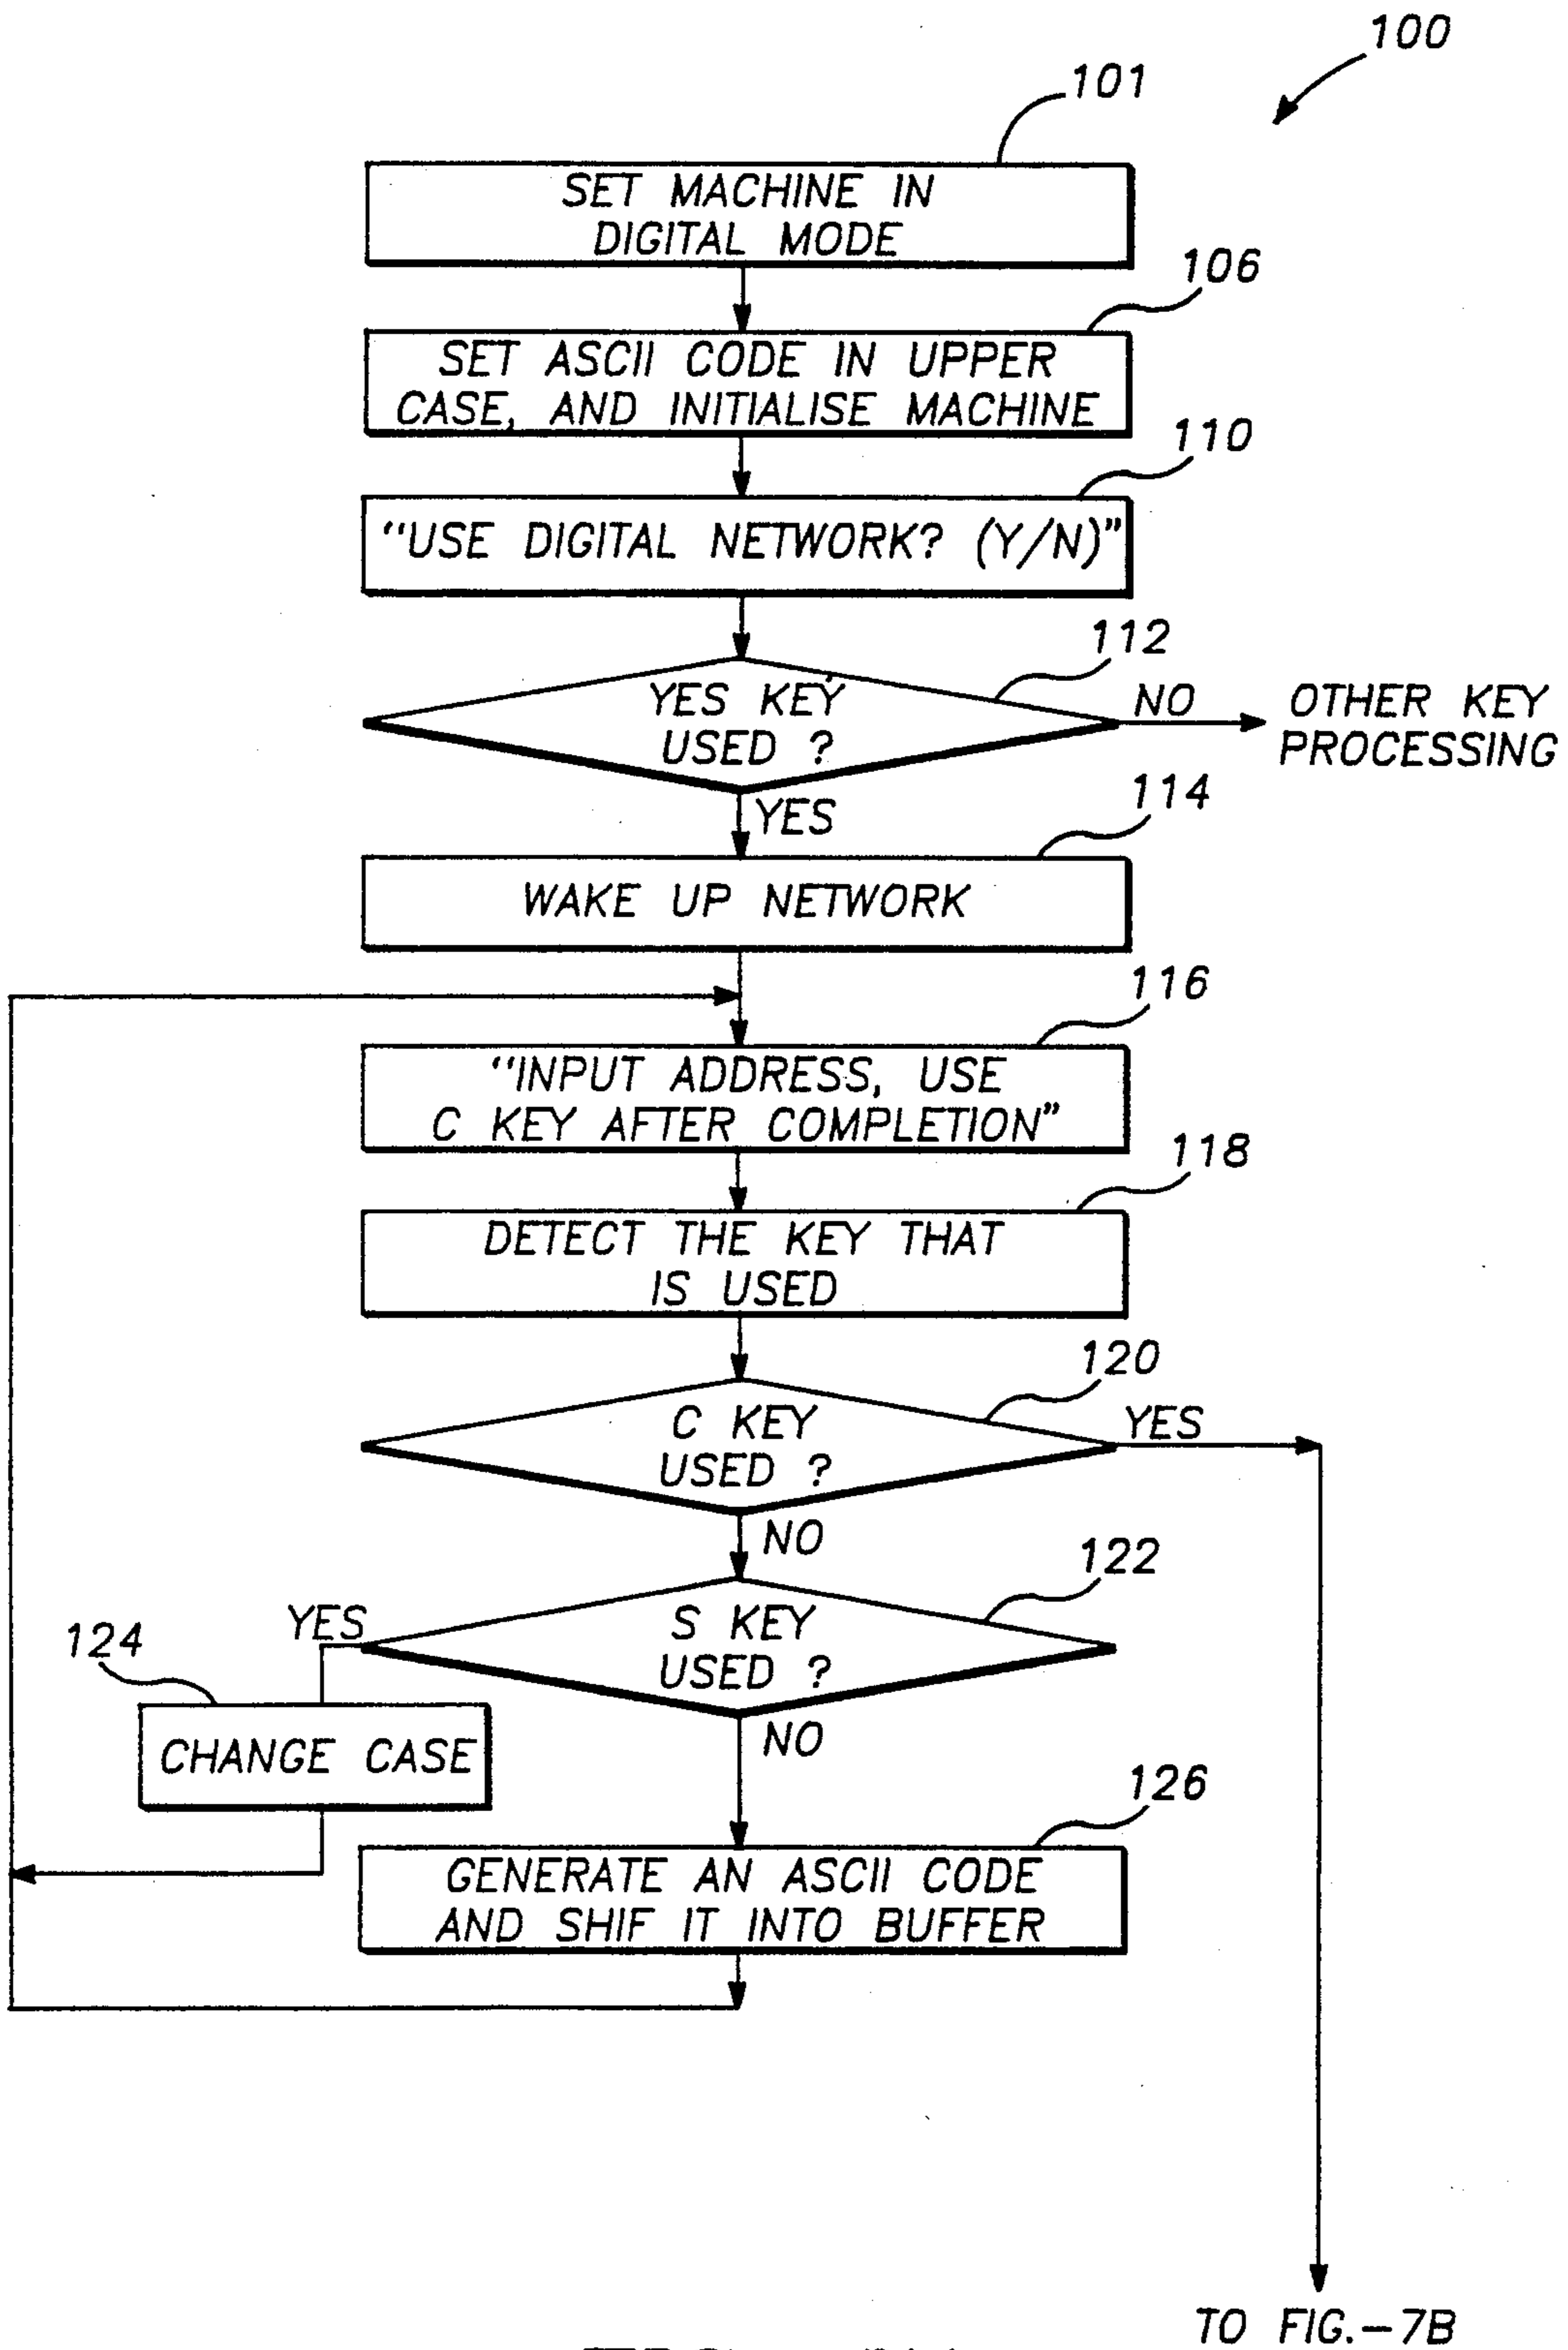 100
101
SET MACHINE IN
DIGITAL MODE
106
SET ASCII CODE IN UPPER
CASE, AND INITIALISE MACHINE
110
“USE DIGITAL NETWORK? (Y/N)”
112
YES KEY
USED ?
NO
OTHER KEY
PROCESSING
YES
114
WAKE UP NETWORK
116
“INPUT ADDRESS, USE
C KEY AFTER COMPLETION”
118
DETECT THE KEY THAT
IS USED
120
C KEY
USED ?
YES
NO
122
S KEY
USED ?
YES
124
CHANGE CASE
NO
126
GENERATE AN ASCII CODE
AND SHIF IT INTO BUFFER
TO FIG.-7B